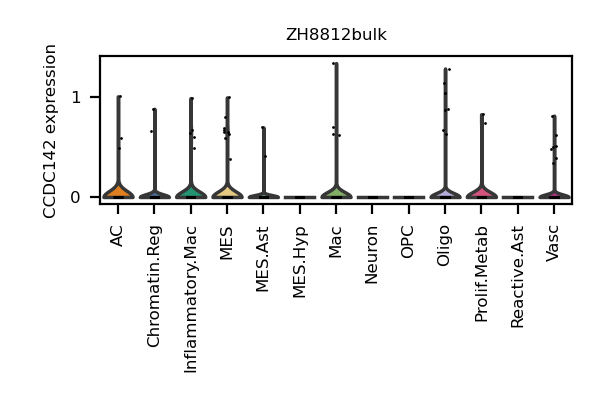 ZH8812bulk
CCDC142 expression
1
0
AC
Chromatin.Reg
Inflammatory.Mac
MES
MES.Ast
MES.Hyp
Mac
Neuron
OPC
Oligo
Prolif.Metab
Reactive.Ast
Vasc